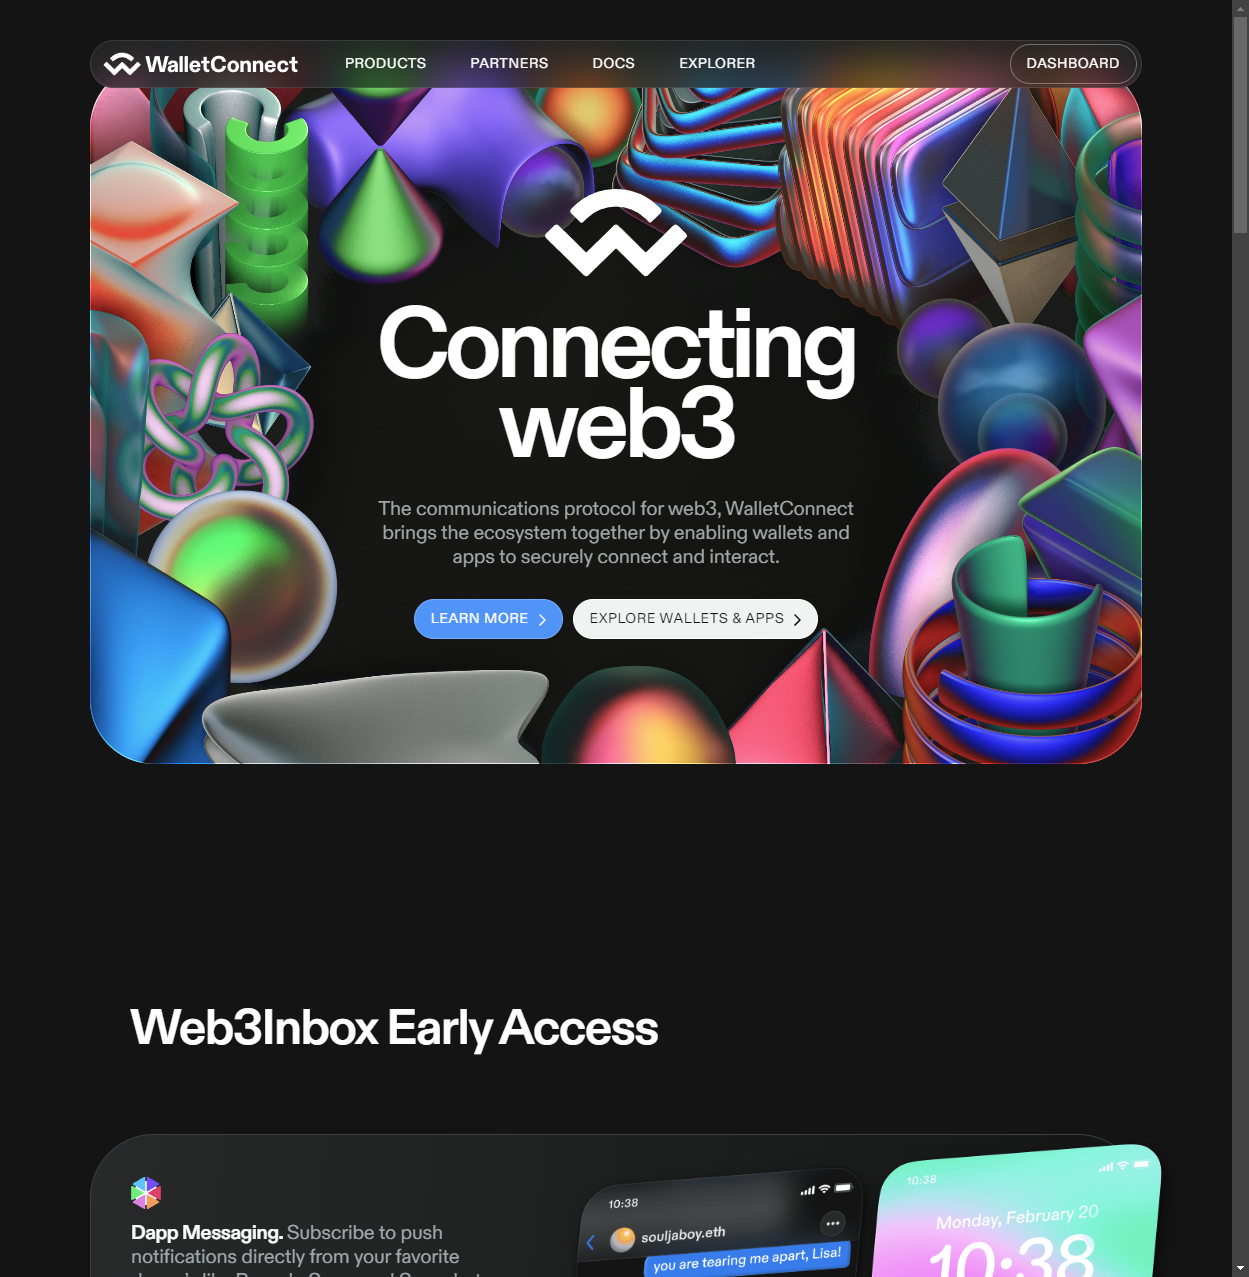 WalletConnect
PRODUCTS
PARTNERS
DOCS
EXPLORER
DASHBOARD
Connecting
web3
The communications protocol for web3, WalletConnect
brings the ecosystem together by enabling wallets and
apps to securely connect and interact.
LEARN MORE
EXPLORE WALLETS & APPS
Web3Inbox Early Access
Dapp Messaging. Subscribe to push
notifications directly from your favorite
10:38
souljaboy.eth
you are tearing me apart, Lisa!
10:38
Monday, February 20
10:38